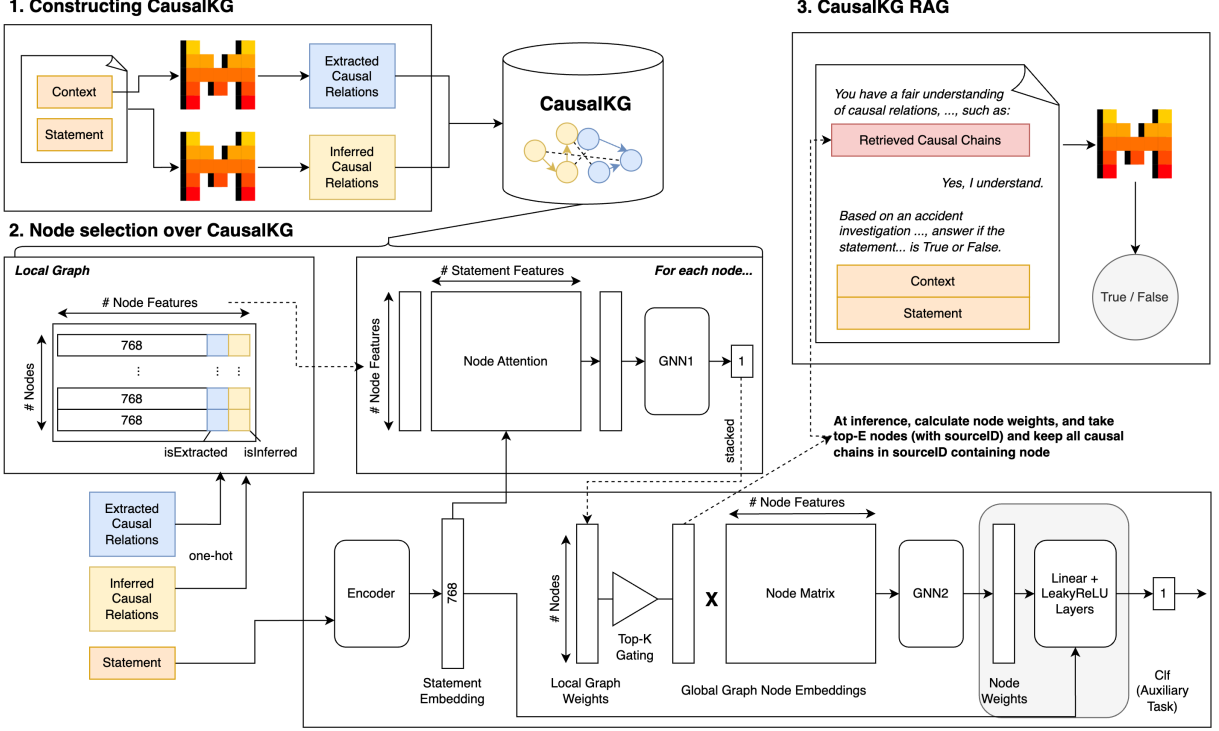 1. Constructing CausalKG
Context
Statement
Extracted
Causal
Relations
Inferred
Causal
Relations
CausalKG
2. Node selection over CausalKG
Local Graph
# Node Features
# Nodes
768
768
768
isExtracted
isInferred
# Statement Features
For each node...
# Node Features
Node Attention
GNN1
1
stacked
Extracted
Causal
Relations
one-hot
Inferred
Causal
Relations
Statement
Encoder
768
Statement
Embedding
# Nodes
Local Graph
Weights
Top-K
Gating
X
# Node Features
Node Matrix
Global Graph Node Embeddings
GNN2
Node
Weights
Linear +
LeakyReLU
Layers
1
Clf
(Auxiliary
Task)
3. CausalKG RAG
You have a fair understanding
of causal relations, ..., such as:
Retrieved Causal Chains
Yes, I understand.
Based on an accident
investigation ..., answer if the
statement... is True or False.
Context
Statement
True / False
At inference, calculate node weights, and take
top-E nodes (with sourceID) and keep all causal
chains in sourceID containing node